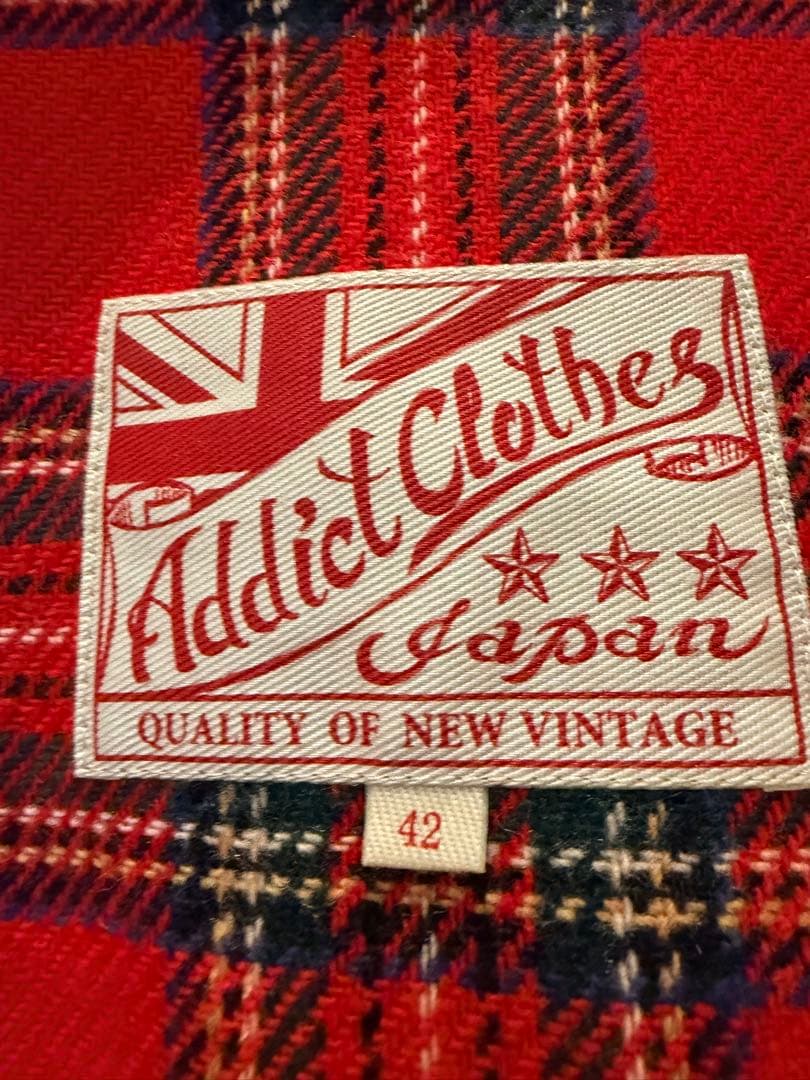 Addict Clothes
Japan
QUALITY OF NEW VINTAGE
42